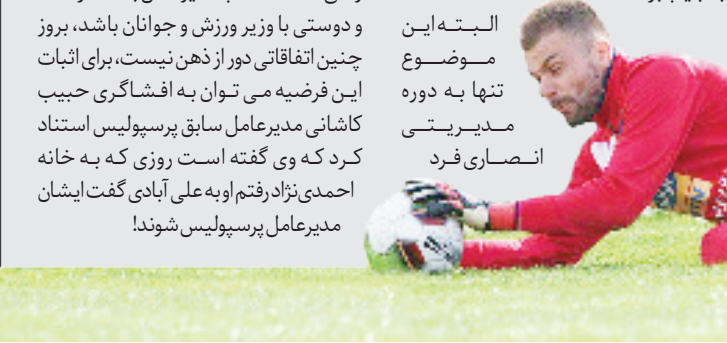 البته این
موضوع
تنها به دوره
مدیریتی
انصاری فرد
و دوستی با وزیر ورزش و جوانان باشد، بروز
چنین اتفاقاتی دور از ذهن نیست، برای اثبات
این فرضیه می توان به افشاگری حبیب
کاشانی مدیرعامل سابق پرسپولیس استناد
کرد که وی گفته است روزی که به خانه
احمدی‌نژاد رفتم او به علی آبادی گفت ایشان
مدیرعامل پرسپولیس شوند!